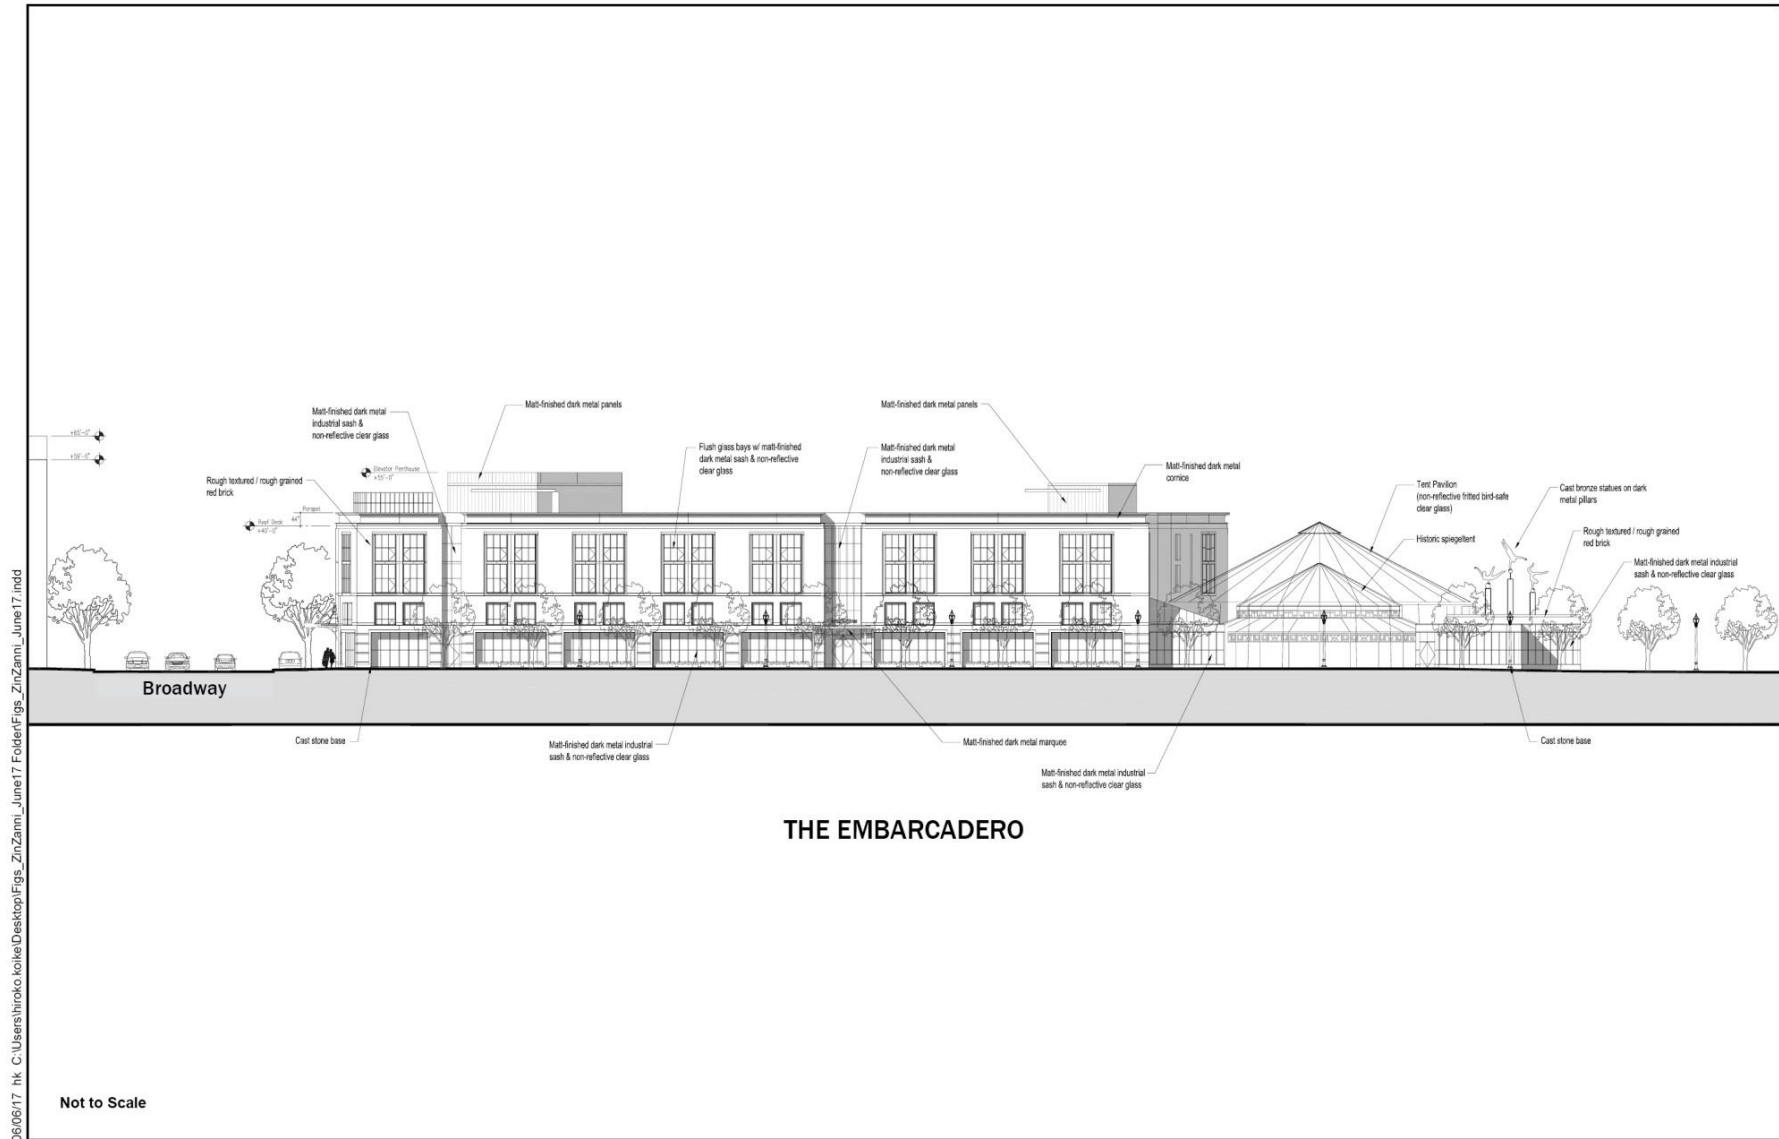 Matt-finished dark metal panels
Matt-finished dark metal panels
Matt-finished dark metal
industrial sash &
non-reflective clear glass
+65'-0"
+59'-0"
Flush glass bays w/ matt-finished
dark metal sash & non-reflective
clear glass
Matt-finished dark metal
industrial sash &
non-reflective clear glass
Matt-finished dark metal
cornice
Elevator Penthouse
Rough textured / rough grained
red brick
Tent Pavilion
(non-reflective fritted bird-safe
clear glass)
Cast bronze statues on dark
metal pillars
Parapet
44"
Roof Deck
+40'-0"
Rough textured / rough grained
red brick
Historic spiegeltent
Matt-finished dark metal industrial
sash & non-reflective clear glass
Broadway
Cast stone base
Matt-finished dark metal industrial
sash & non-reflective clear glass
Matt-finished dark metal marquee
Cast stone base
Matt-finished dark metal industrial
sash & non-reflective clear glass
THE EMBARCADERO
Not to Scale
06/06/17 hk C:\Users\hiroko.koike\Desktop\Figs_ZinZanni_June17 Folder\Figs_ZinZanni_June17.indd